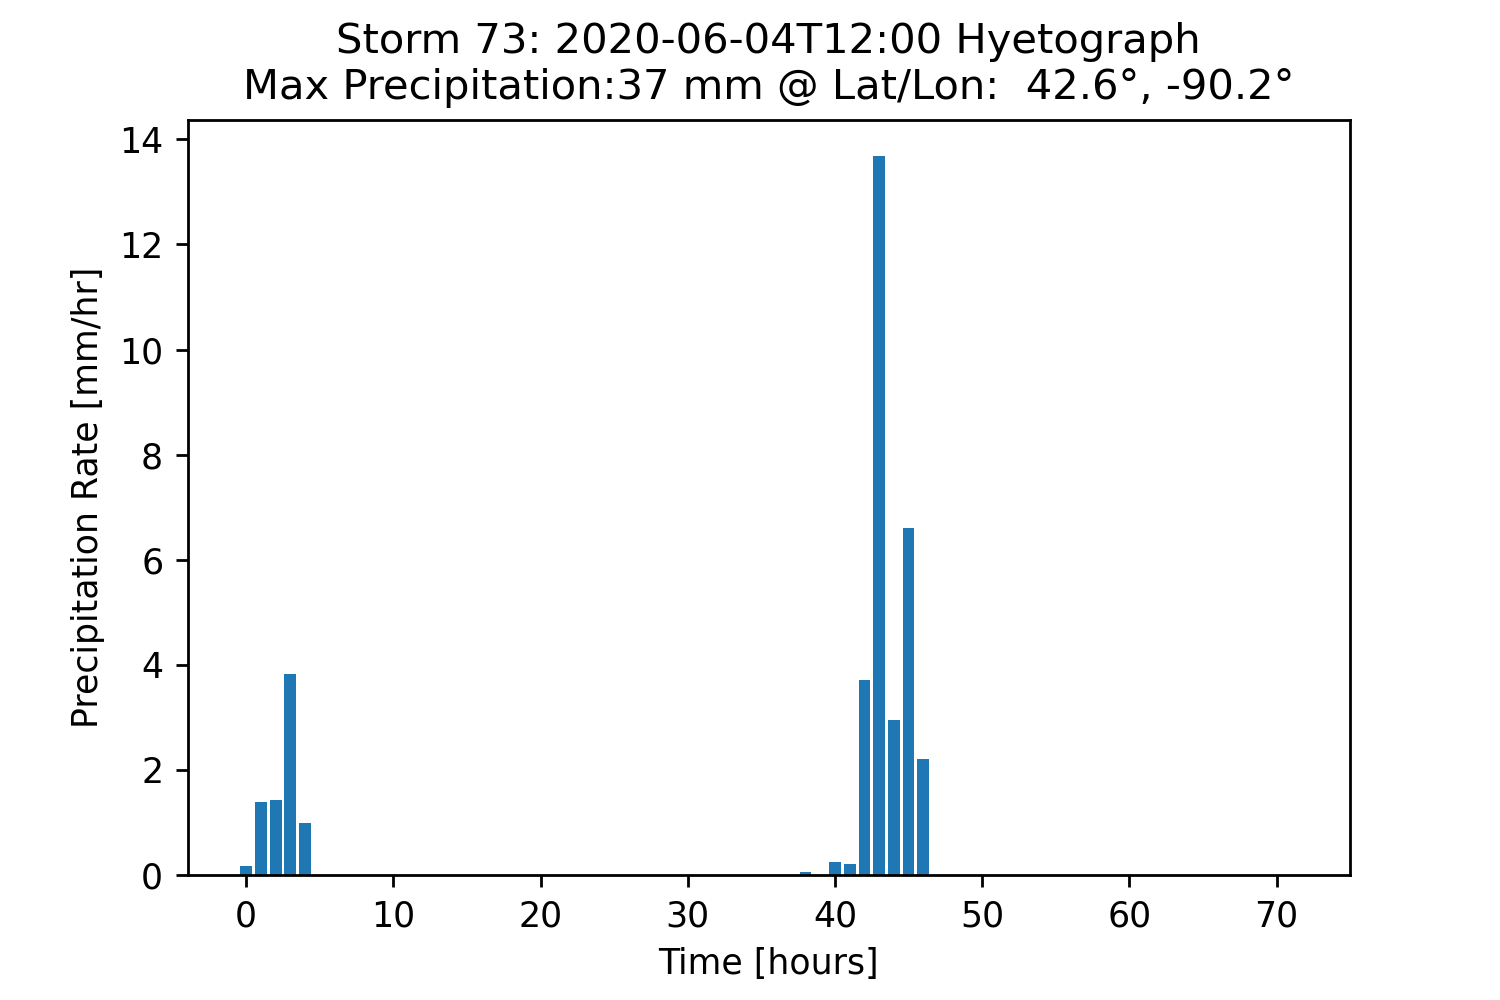 Storm 73: 2020-06-04T12:00 Hyetograph
Max Precipitation:37 mm @ Lat/Lon:  42.6°, -90.2°
14
12
10
8
6
4
2
0
Precipitation Rate [mm/hr]
0 10 20 30 40 50 60 70
Time [hours]